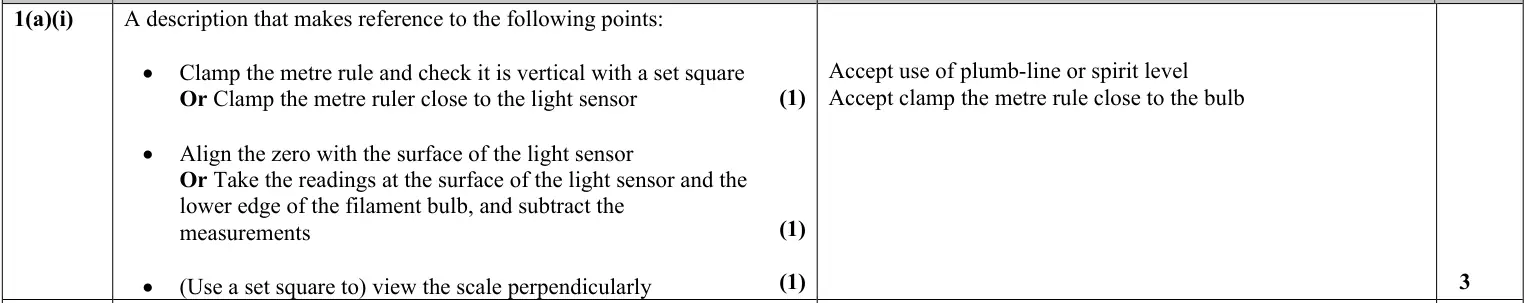 1(a)(i) A description that makes reference to the following points:
• Clamp the metre rule and check it is vertical with a set square
Or Clamp the metre ruler close to the light sensor (1)
Accept use of plumb-line or spirit level
Accept clamp the metre rule close to the bulb
• Align the zero with the surface of the light sensor
Or Take the readings at the surface of the light sensor and the
lower edge of the filament bulb, and subtract the
measurements (1)
• (Use a set square to) view the scale perpendicularly (1)
3